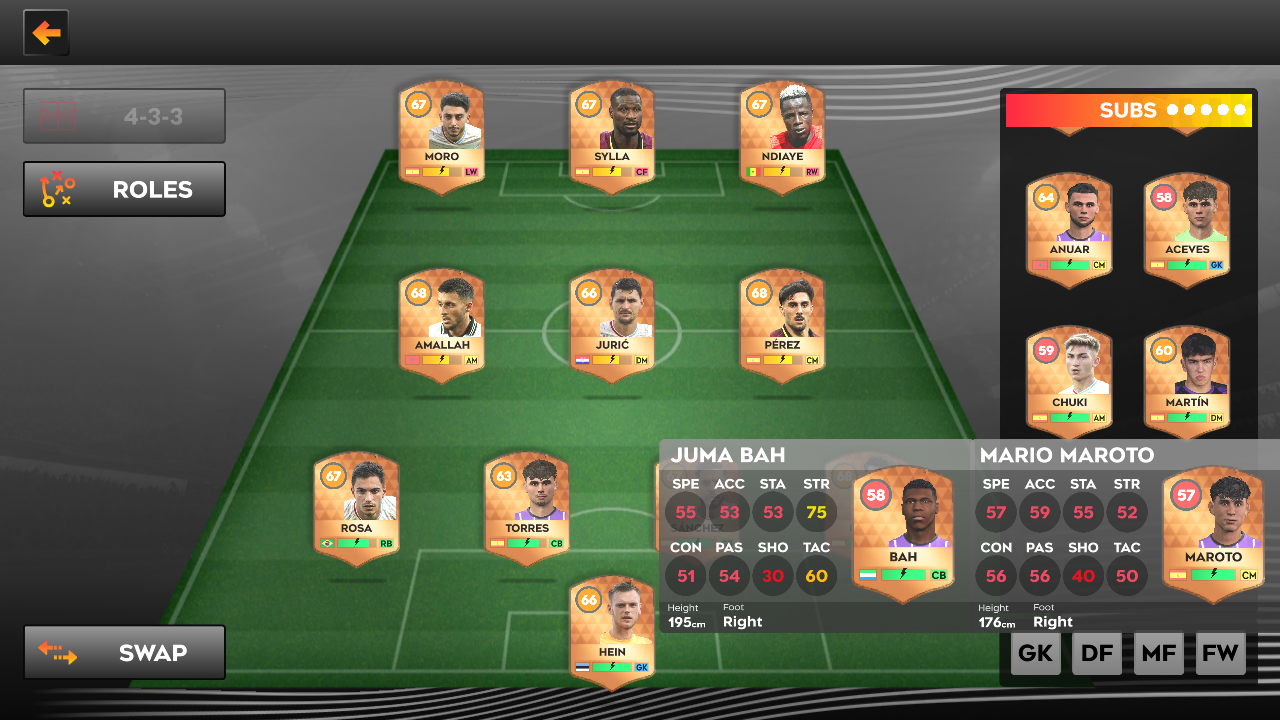 4-3-3
ROLES
SUBS
67
MORO
LW
67
SYLLA
CF
67
NDIAYE
RW
64
ANUAR
CM
58
ACEVES
GK
68
AMALLAH
AM
66
JURIĆ
DM
68
PÉREZ
CM
59
CHUKI
AM
60
MARTÍN
DM
67
ROSA
RB
63
TORRES
CB
SÁNCHEZ
68
66
HEIN
GK
JUMA BAH
SPE ACC STA STR
55 53 53 75
CON PAS SHO TAC
51 54 30 60
Height Foot
195cm Right
58
BAH
CB
MARIO MAROTO
SPE ACC STA STR
57 59 55 52
CON PAS SHO TAC
56 56 40 50
Height Foot
176cm Right
57
MAROTO
CM
SWAP
GK DF MF FW